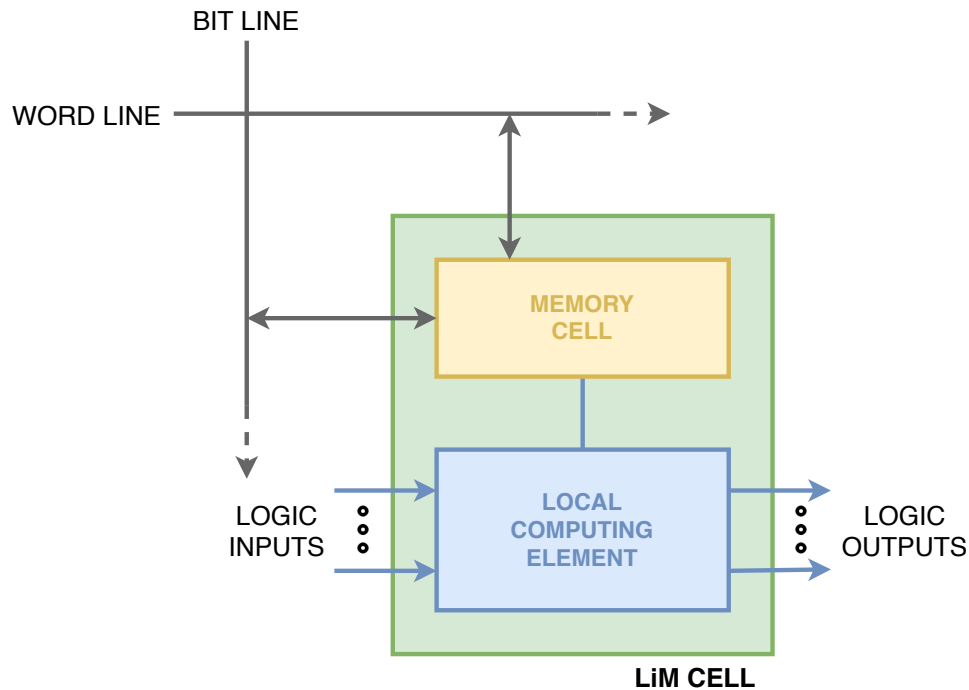 BIT LINE
WORD LINE
MEMORY
CELL
LOGIC
INPUTS
LOCAL
COMPUTING
ELEMENT
LOGIC
OUTPUTS
LiM CELL